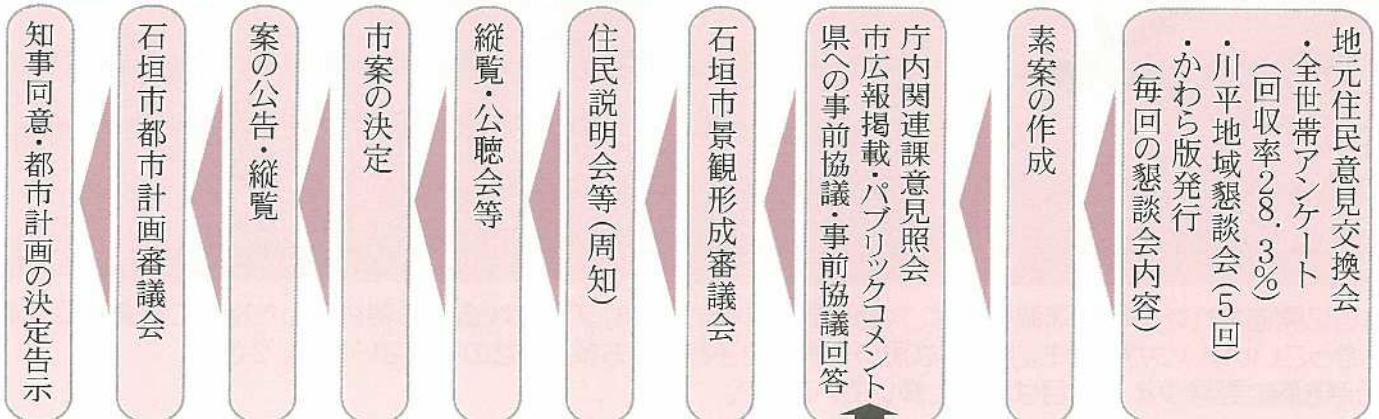 地元住民意見交換会
・全世帯アンケート
(回収率28.3%)
・川平地域懇談会(5回)
・かわら版発行
(毎回の懇談会内容)
素案の作成
庁内関連課意見照会
市広報掲載・パブリックコメント
県への事前協議・事前協議回答
石垣市景観形成審議会
住民説明会等(周知)
縦覧・公聴会等
市案の決定
案の公告・縦覧
石垣市都市計画審議会
知事同意・都市計画の決定告示